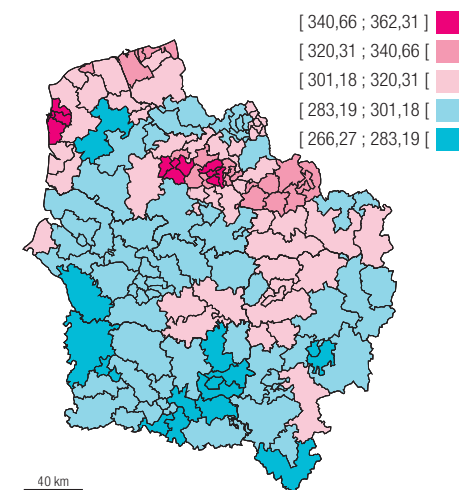 [ 340,66 ; 362,31 ]
[ 320,31 ; 340,66 [
[ 301,18 ; 320,31 [
[ 283,19 ; 301,18 [
[ 266,27 ; 283,19 [
40 km